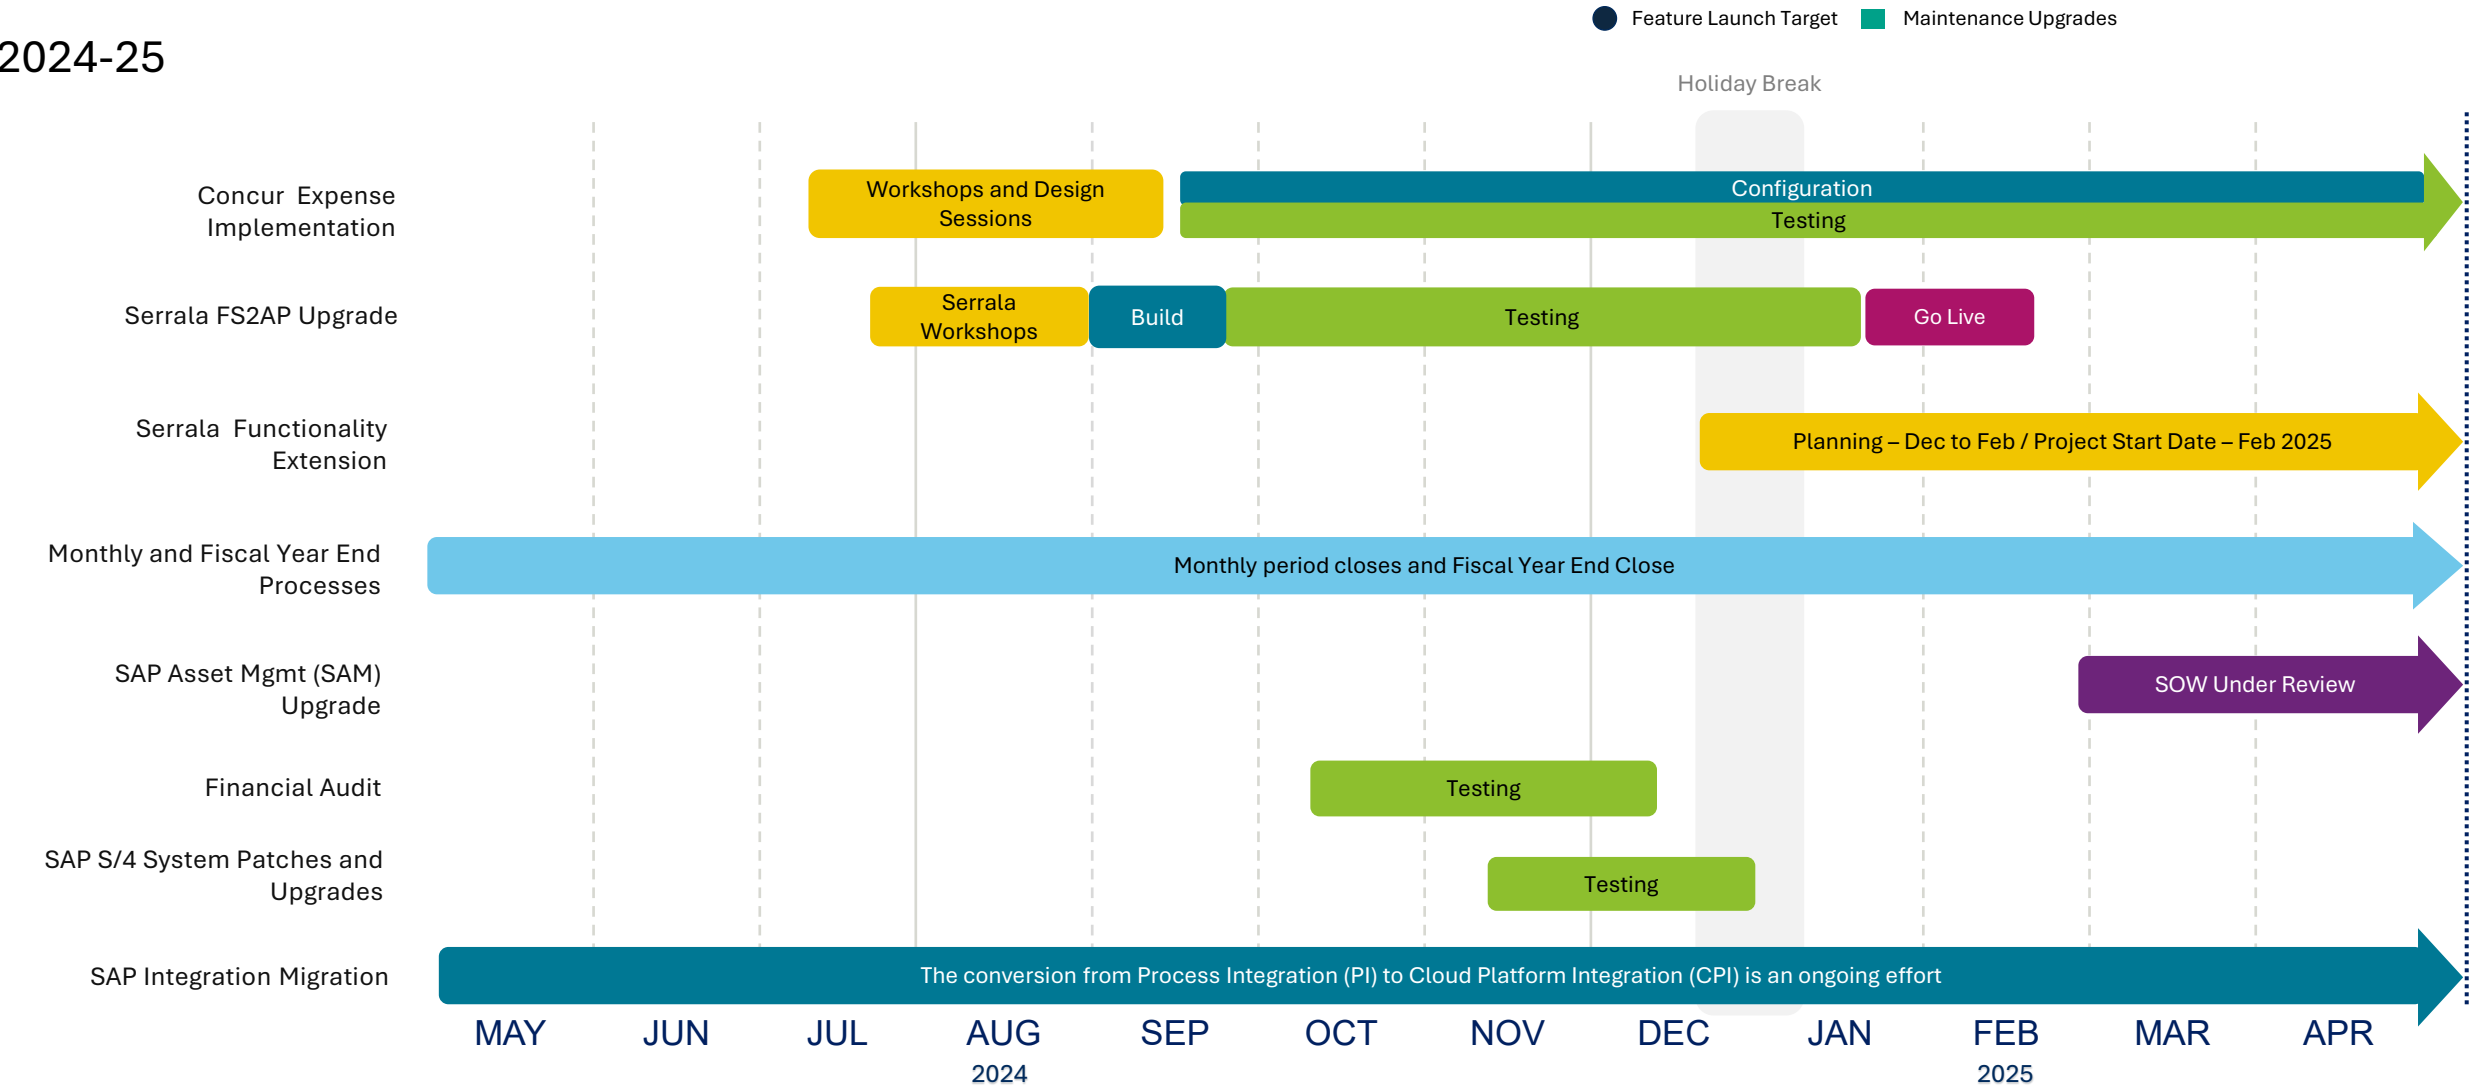 Feature Launch Target
Maintenance Upgrades
2024-25
Holiday Break
Concur Expense
Implementation
Workshops and Design
Sessions
Configuration
Testing
Serrala FS2AP Upgrade
Serrala
Workshops
Build
Testing
Go Live
Serrala Functionality
Extension
Planning – Dec to Feb / Project Start Date – Feb 2025
Monthly and Fiscal Year End
Processes
Monthly period closes and Fiscal Year End Close
SAP Asset Mgmt (SAM)
Upgrade
SOW Under Review
Financial Audit
Testing
SAP S/4 System Patches and
Upgrades
Testing
SAP Integration Migration
The conversion from Process Integration (PI) to Cloud Platform Integration (CPI) is an ongoing effort
MAY JUN JUL AUG SEP OCT NOV DEC JAN FEB MAR APR
2024 2025